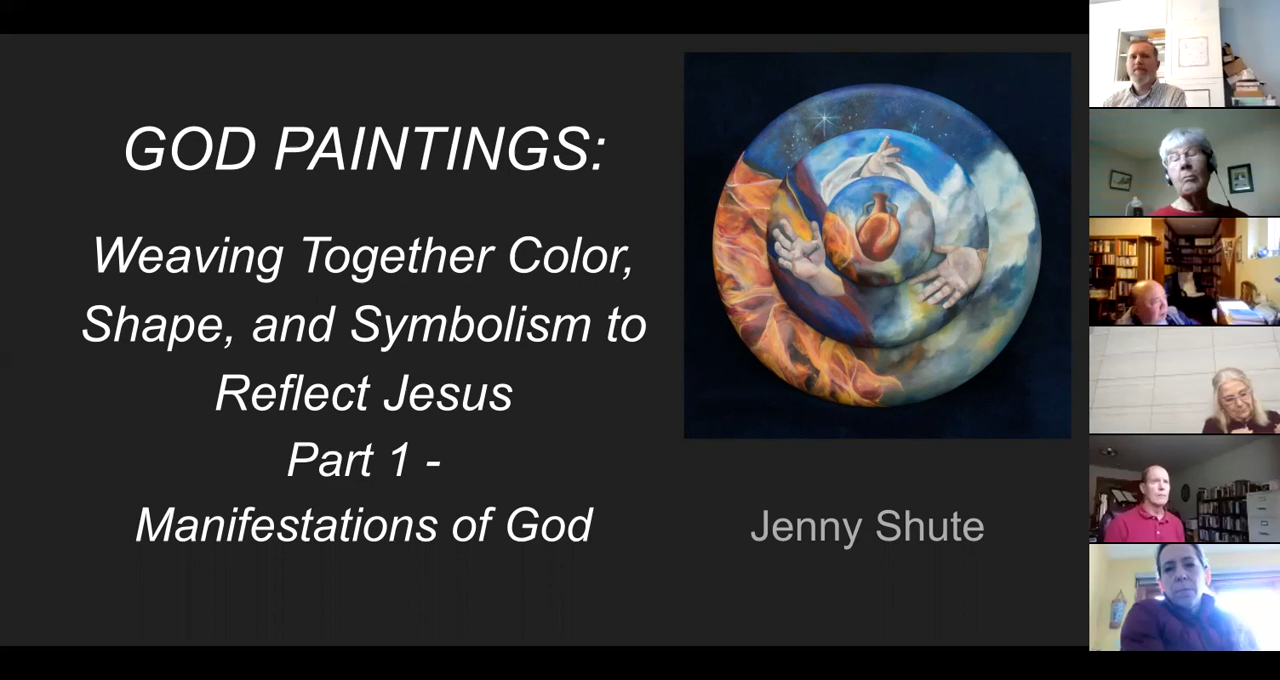 GOD PAINTINGS:
Weaving Together Color,
Shape, and Symbolism to
Reflect Jesus
Part 1 -
Manifestations of God
Jenny Shute